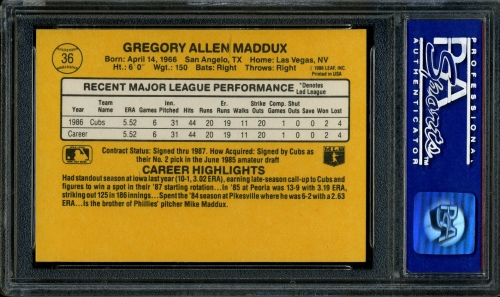 36
GREGORY ALLEN MADDUX
Born: April 14, 1966 San Angelo, TX Home: Las Vegas, NV
Ht.: 6' 0" Wgt.: 150 Bats: Right Throws: Right
© 1986 LEAF, INC.
Printed in USA
RECENT MAJOR LEAGUE PERFORMANCE
*Denotes
Led League
Year Team Name ERA Games Inn. Pitch Hits Runs Er. Runs Walks Strike Outs Comp. Games Shut Outs Save Won Lost
1986 Cubs 5.52 6 31 44 20 19 11 20 1 0 0 2 4
Career 5.52 6 31 44 20 19 11 20 1 0 0 2 4
Contract Status: Signed thru 1987. How Acquired: Signed by Cubs as
their No. 2 pick in the June 1985 amateur draft
CAREER HIGHLIGHTS
Had standout season at Iowa last year (10-1, 3.02 ERA), earning late-season call-up to Cubs and
figures to win a spot in their '87 starting rotation... In '85 at Peoria was 13-9 with 3.19 ERA,
striking out 125 in 186 innings... Spent the '84 season at Pikesville where he was 6-2 with a 2.63
ERA... Is the brother of Phillies' pitcher Mike Maddux.
PROFESSIONAL
PSA
Sports
AUTHENTICATOR
PSA